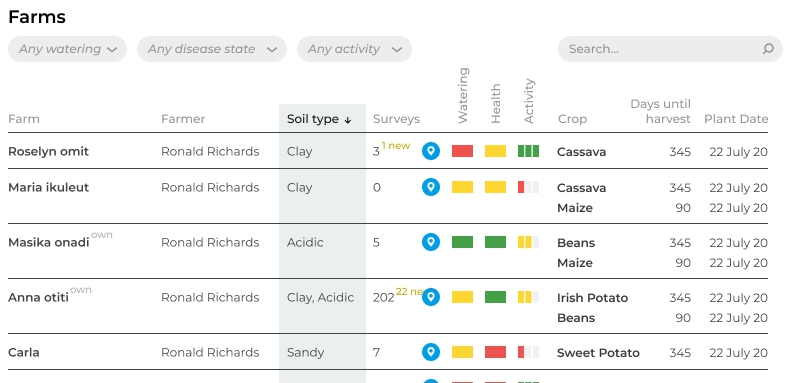 Farms
Any watering Any disease state Any activity Search...
Farm Farmer Soil type ↓ Surveys Watering Health Activity Crop Days until harvest Plant Date
Roselyn omit Ronald Richards Clay 3 1 new Cassava 345 22 July 20
Maria ikuleut Ronald Richards Clay 0 Cassava 345 22 July 20
Maize 90 22 July 20
Masika onadi own Ronald Richards Acidic 5 Beans 345 22 July 20
Maize 90 22 July 20
Anna otiti own Ronald Richards Clay, Acidic 202 22 Irish Potato 345 22 July 20
Beans 90 22 July 20
Carla Ronald Richards Sandy 7 Sweet Potato 345 22 July 20